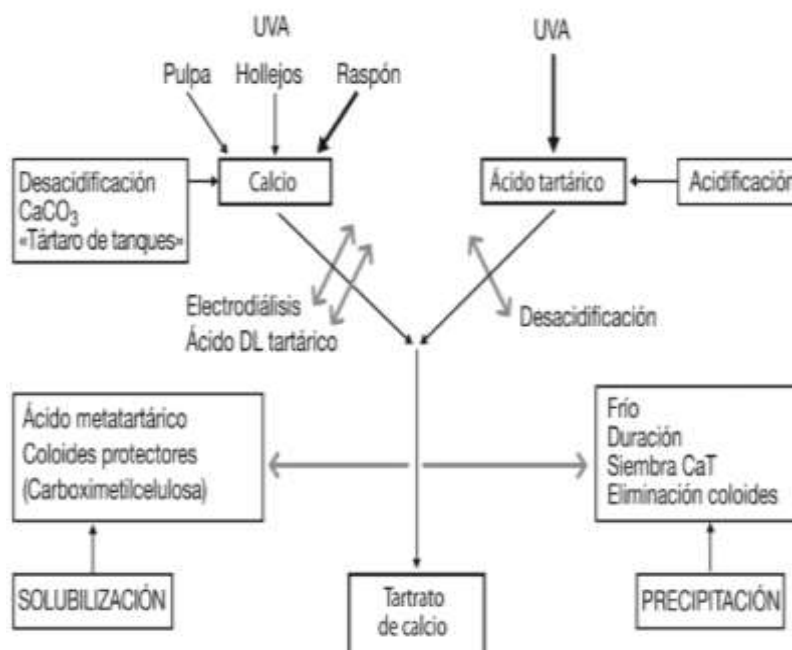 UVA
UVA
Pulpa Hollejos Raspón
Desacidificación
CaCO3
«Tártaro de tanques»
Calcio
Ácido tartárico
Acidificación
Electrodiálisis
Ácido DL tartárico
Desacidificación
Ácido metatartárico
Coloides protectores
(Carboximetilcelulosa)
Frío
Duración
Siembra CaT
Eliminación coloides
SOLUBILIZACIÓN
Tartrato
de calcio
PRECIPITACIÓN